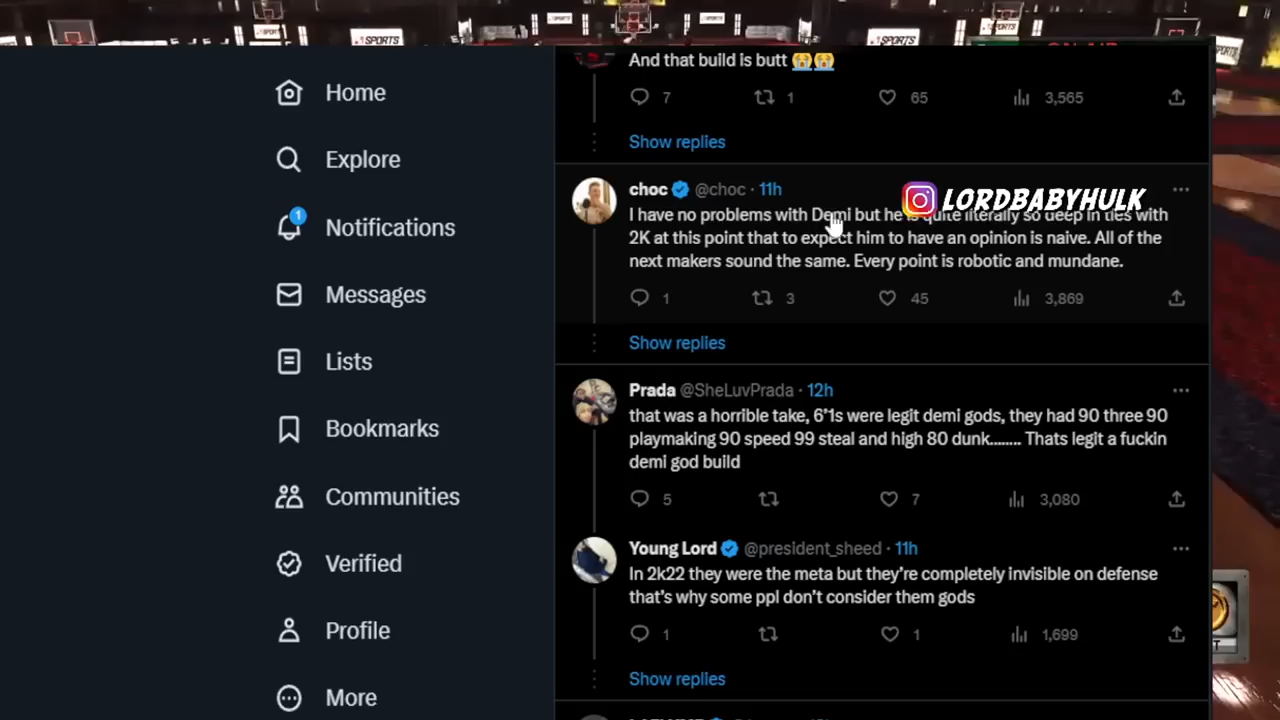 SPORTS
SPORTS
ON AIR
Home
Explore
1
Notifications
Messages
Lists
Bookmarks
Communities
Verified
Profile
More
And that build is butt 😭😭
7 1 65 3,565
Show replies
choc @choc · 11h
LORDBABYHULK
I have no problems with Demi but he is quite literally so deep in ties with
2K at this point that to expect him to have an opinion is naive. All of the
next makers sound the same. Every point is robotic and mundane.
1 3 45 3,869
Show replies
Prada @SheLuvPrada · 12h
that was a horrible take, 6'1s were legit demi gods, they had 90 three 90
playmaking 90 speed 99 steal and high 80 dunk........ Thats legit a fuckin
demi god build
5 7 3,080
Young Lord @president_sheed · 11h
In 2k22 they were the meta but they're completely invisible on defense
that's why some ppl don't consider them gods
1 1 1,699
Show replies